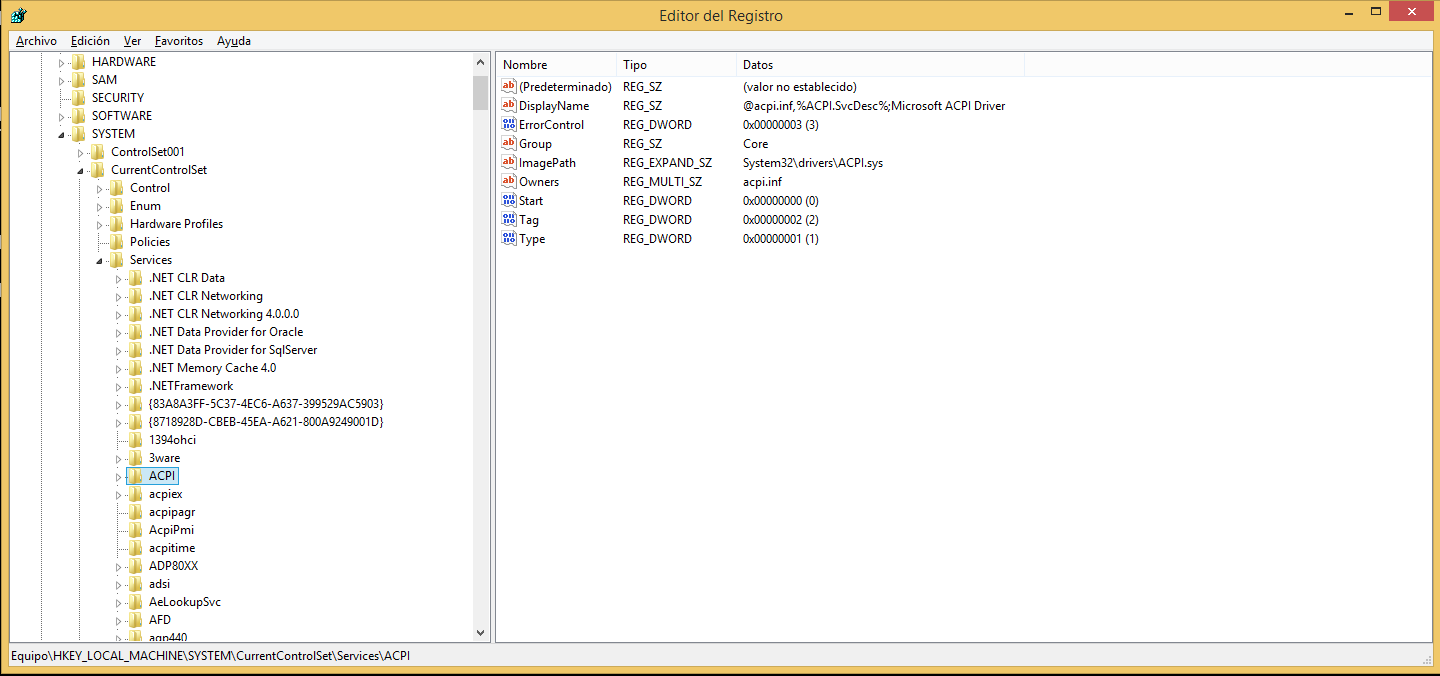 Editor del Registro
Archivo Edición Ver Favoritos Ayuda
HARDWARE
SAM
SECURITY
SOFTWARE
SYSTEM
ControlSet001
CurrentControlSet
Control
Enum
Hardware Profiles
Policies
Services
.NET CLR Data
.NET CLR Networking
.NET CLR Networking 4.0.0.0
.NET Data Provider for Oracle
.NET Data Provider for SqlServer
.NET Memory Cache 4.0
.NETFramework
{83A8A3FF-5C37-4EC6-A637-399529AC5903}
{8718928D-CBEB-45EA-A621-800A9249001D}
1394ohci
3ware
ACPI
acpiex
acpipagr
AcpiPmi
acpitime
ADP80XX
adsi
AeLookupSvc
AFD
agp440
Nombre Tipo Datos
(Predeterminado) REG_SZ (valor no establecido)
DisplayName REG_SZ @acpi.inf,%ACPI.SvcDesc%;Microsoft ACPI Driver
ErrorControl REG_DWORD 0x00000003 (3)
Group REG_SZ Core
ImagePath REG_EXPAND_SZ System32\drivers\ACPI.sys
Owners REG_MULTI_SZ acpi.inf
Start REG_DWORD 0x00000000 (0)
Tag REG_DWORD 0x00000002 (2)
Type REG_DWORD 0x00000001 (1)
Equipo\HKEY_LOCAL_MACHINE\SYSTEM\CurrentControlSet\Services\ACPI